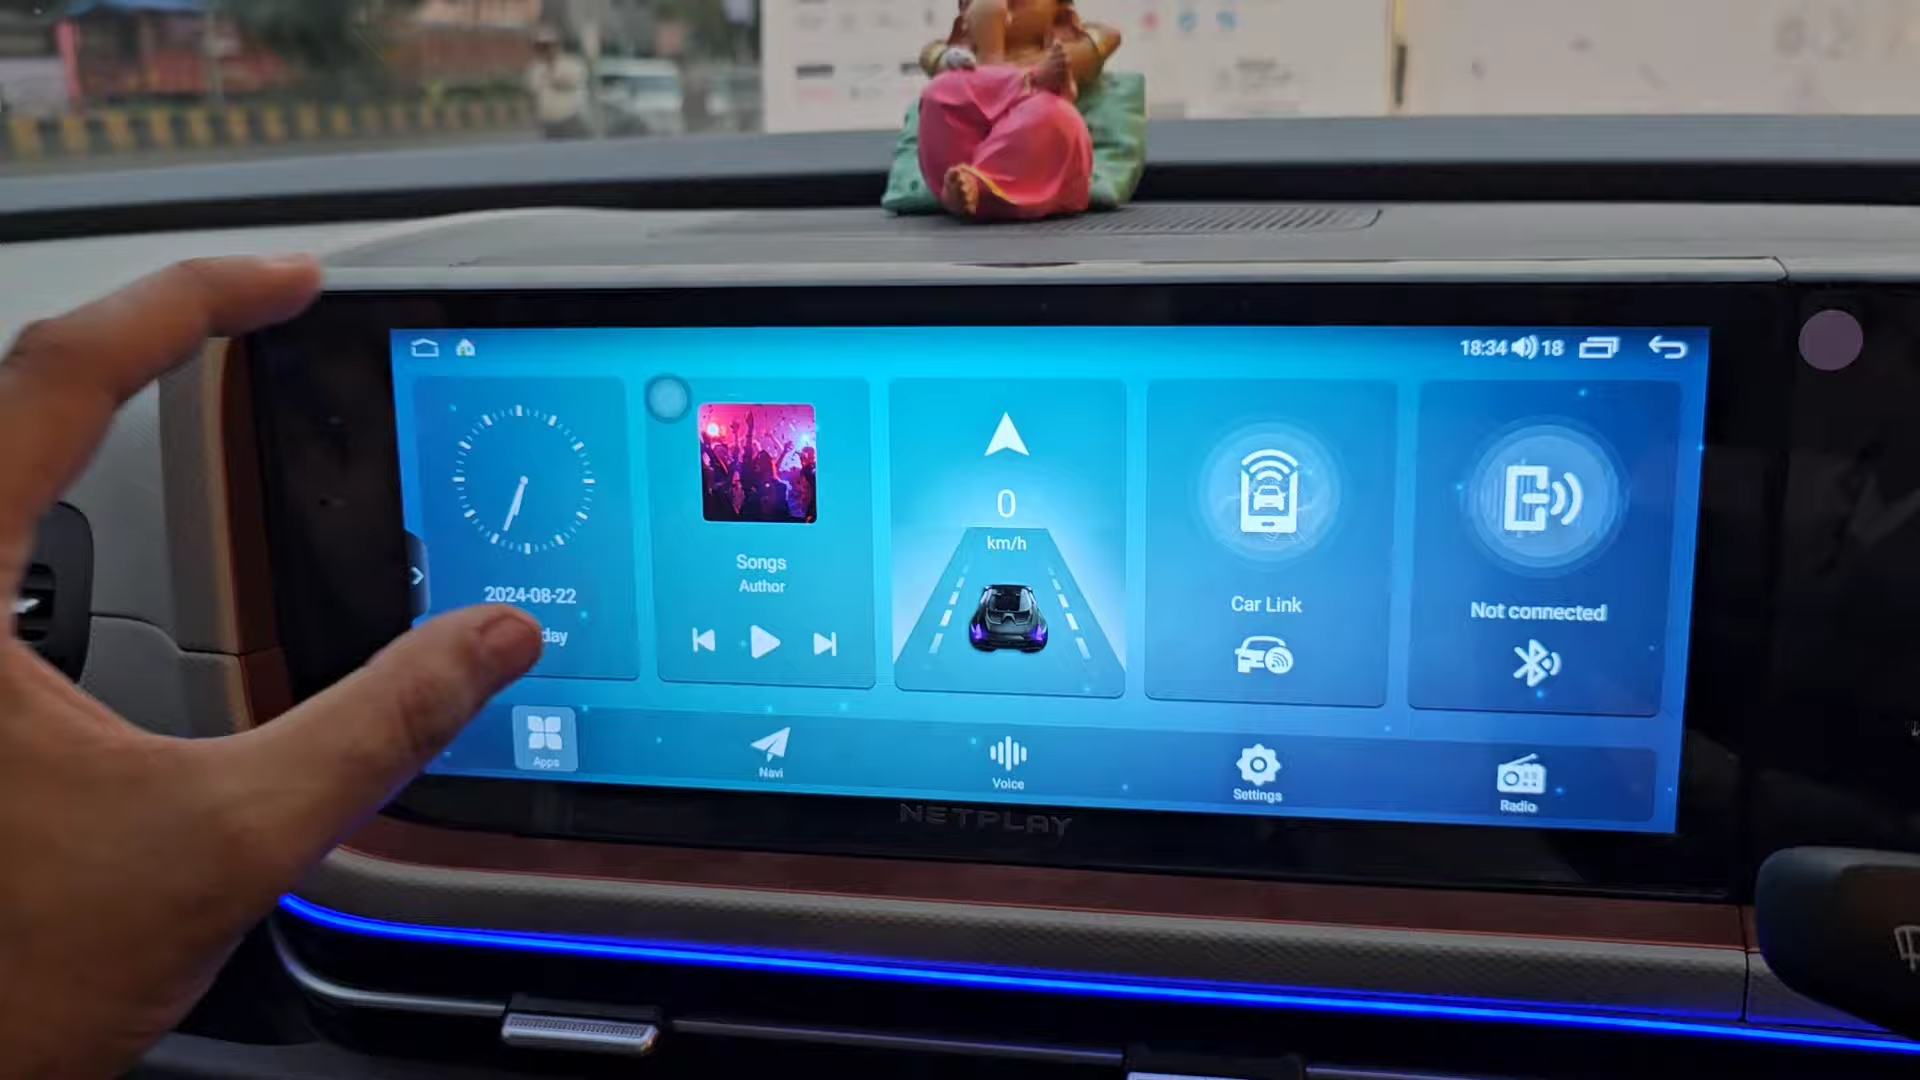 18:34 18
2024-08-22
day
Songs
Author
0
km/h
Car Link
Not connected
Apps
Navi
Voice
Settings
Radio
NETPLAY